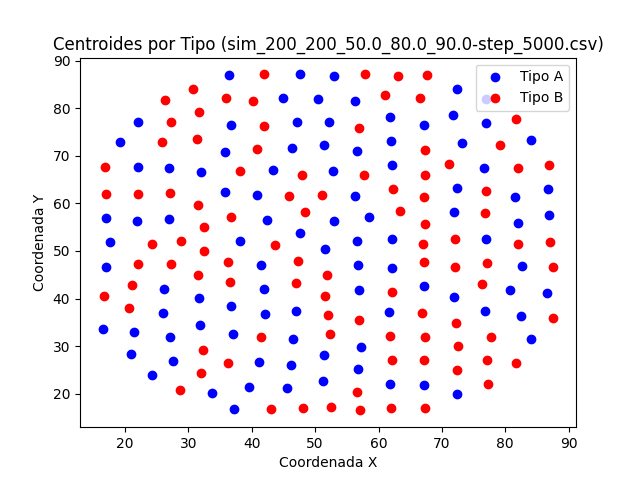 Centroides por Tipo (sim_200_200_50.0_80.0_90.0-step_5000.csv)
90
80
70
60
50
40
30
20
Coordenada Y
Tipo A
Tipo B
20 30 40 50 60 70 80 90
Coordenada X